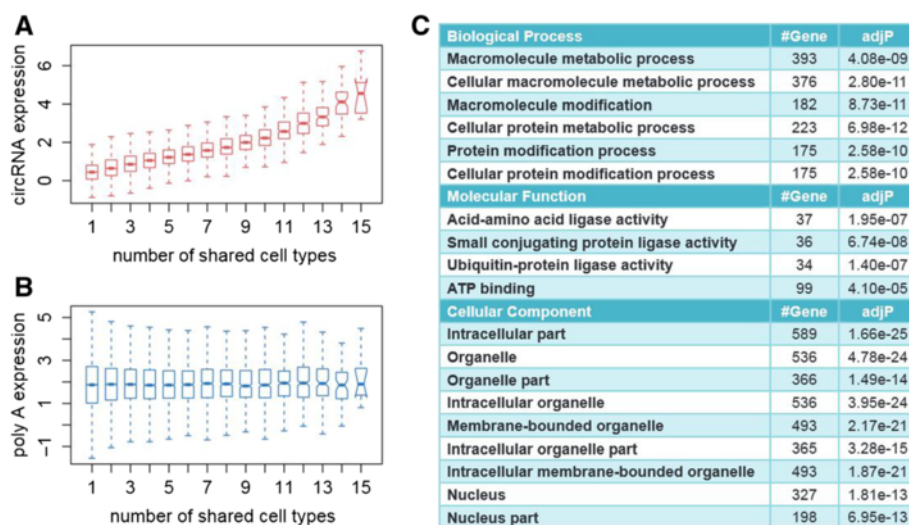 A
circRNA expression
6
4
2
0
1 3 5 7 9 11 13 15
number of shared cell types
B
poly A expression
5
3
1
−1
1 3 5 7 9 11 13 15
number of shared cell types
C
Biological Process #Gene adjP
Macromolecule metabolic process 393 4.08e-09
Cellular macromolecule metabolic process 376 2.80e-11
Macromolecule modification 182 8.73e-11
Cellular protein metabolic process 223 6.98e-12
Protein modification process 175 2.58e-10
Cellular protein modification process 175 2.58e-10
Molecular Function #Gene adjP
Acid-amino acid ligase activity 37 1.95e-07
Small conjugating protein ligase activity 36 6.74e-08
Ubiquitin-protein ligase activity 34 1.40e-07
ATP binding 99 4.10e-05
Cellular Component #Gene adjP
Intracellular part 589 1.66e-25
Organelle 536 4.78e-24
Organelle part 366 1.49e-14
Intracellular organelle 536 3.95e-24
Membrane-bounded organelle 493 2.17e-21
Intracellular organelle part 365 3.28e-15
Intracellular membrane-bounded organelle 493 1.87e-21
Nucleus 327 1.81e-13
Nucleus part 198 6.95e-13